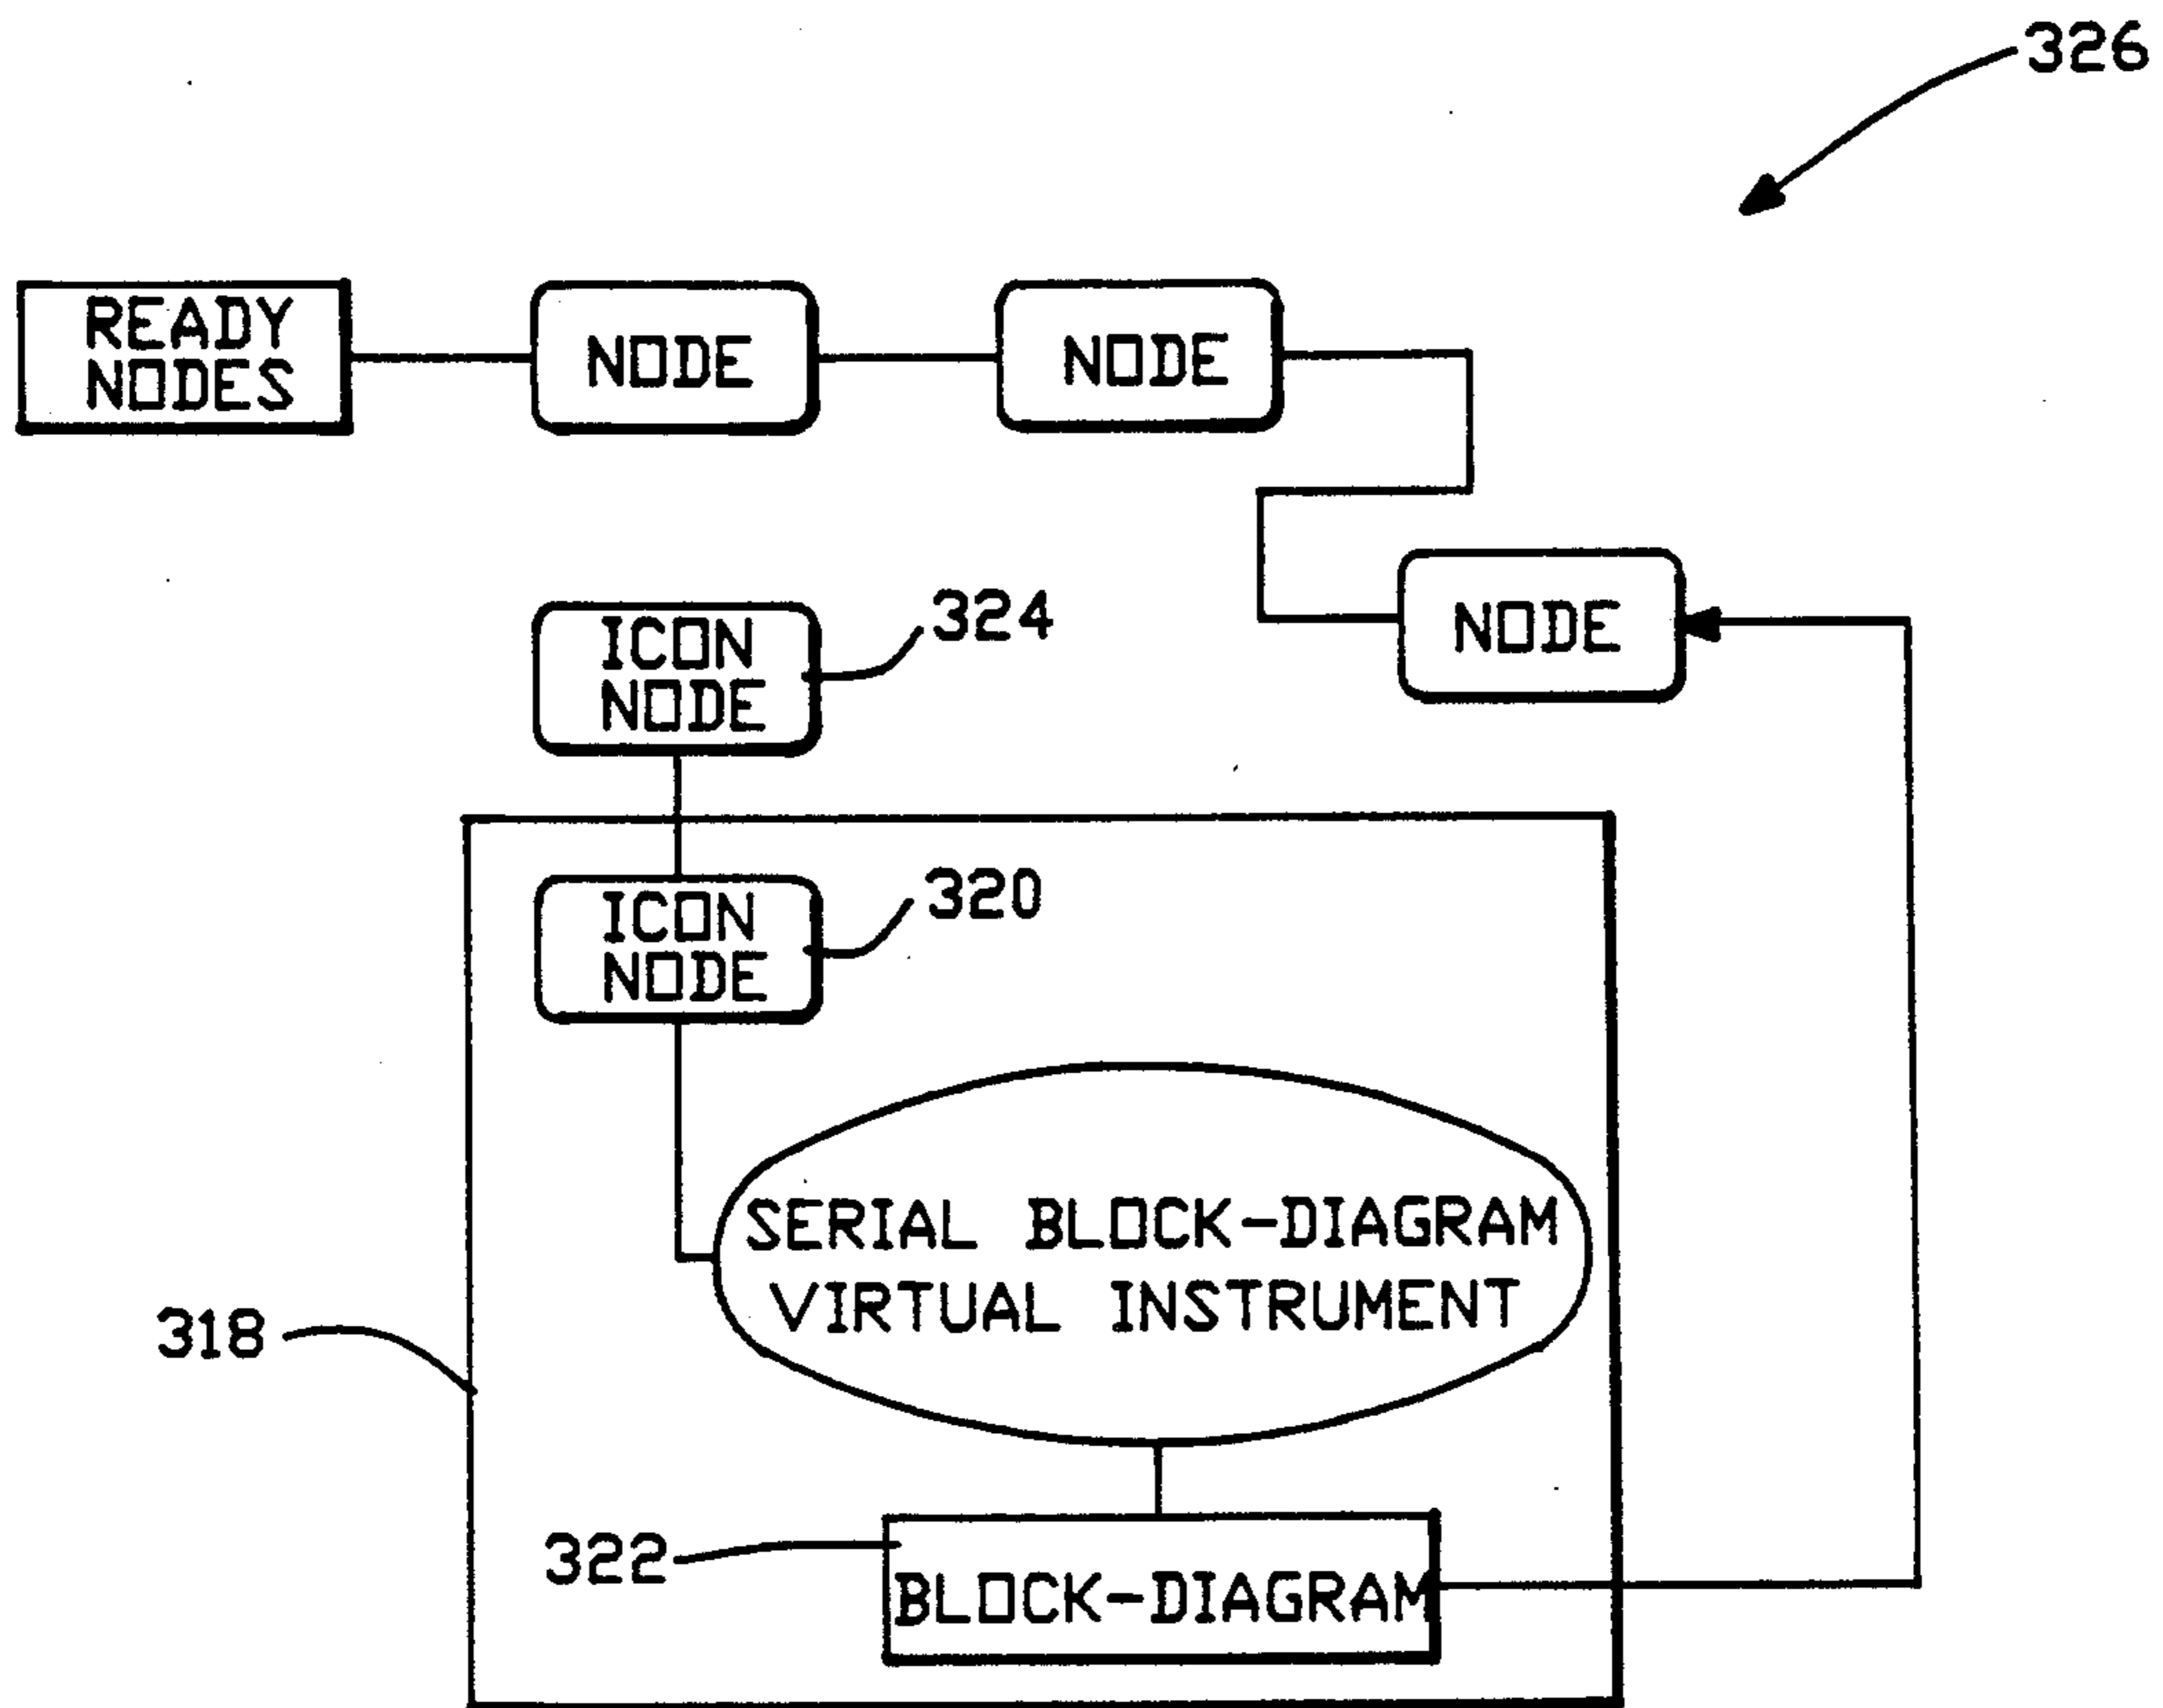 326
READY
NODES
NODE
NODE
NODE
ICON
NODE
324
ICON
NODE
320
SERIAL BLOCK-DIAGRAM
VIRTUAL INSTRUMENT
318
322
BLOCK-DIAGRAM